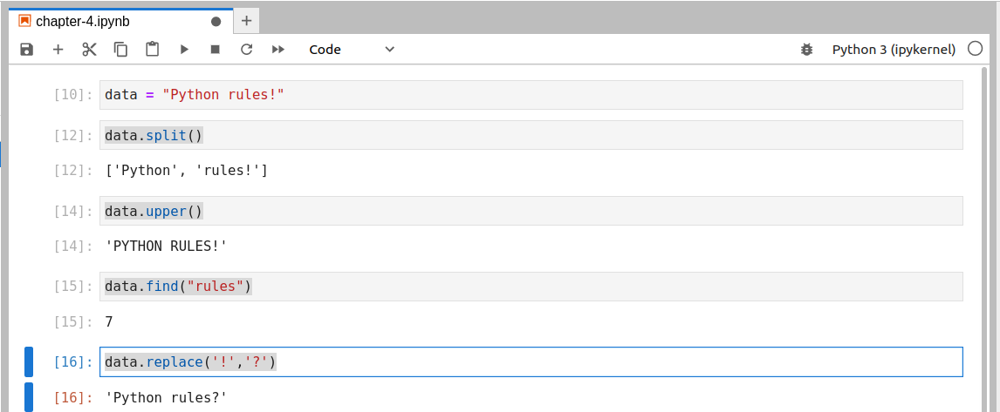 chapter-4.ipynb
Code
Python 3 (ipykernel)
[10]: data = "Python rules!"
[12]: data.split()
[12]: ['Python', 'rules!']
[14]: data.upper()
[14]: 'PYTHON RULES!'
[15]: data.find("rules")
[15]: 7
[16]: data.replace('!','?')
[16]: 'Python rules?'